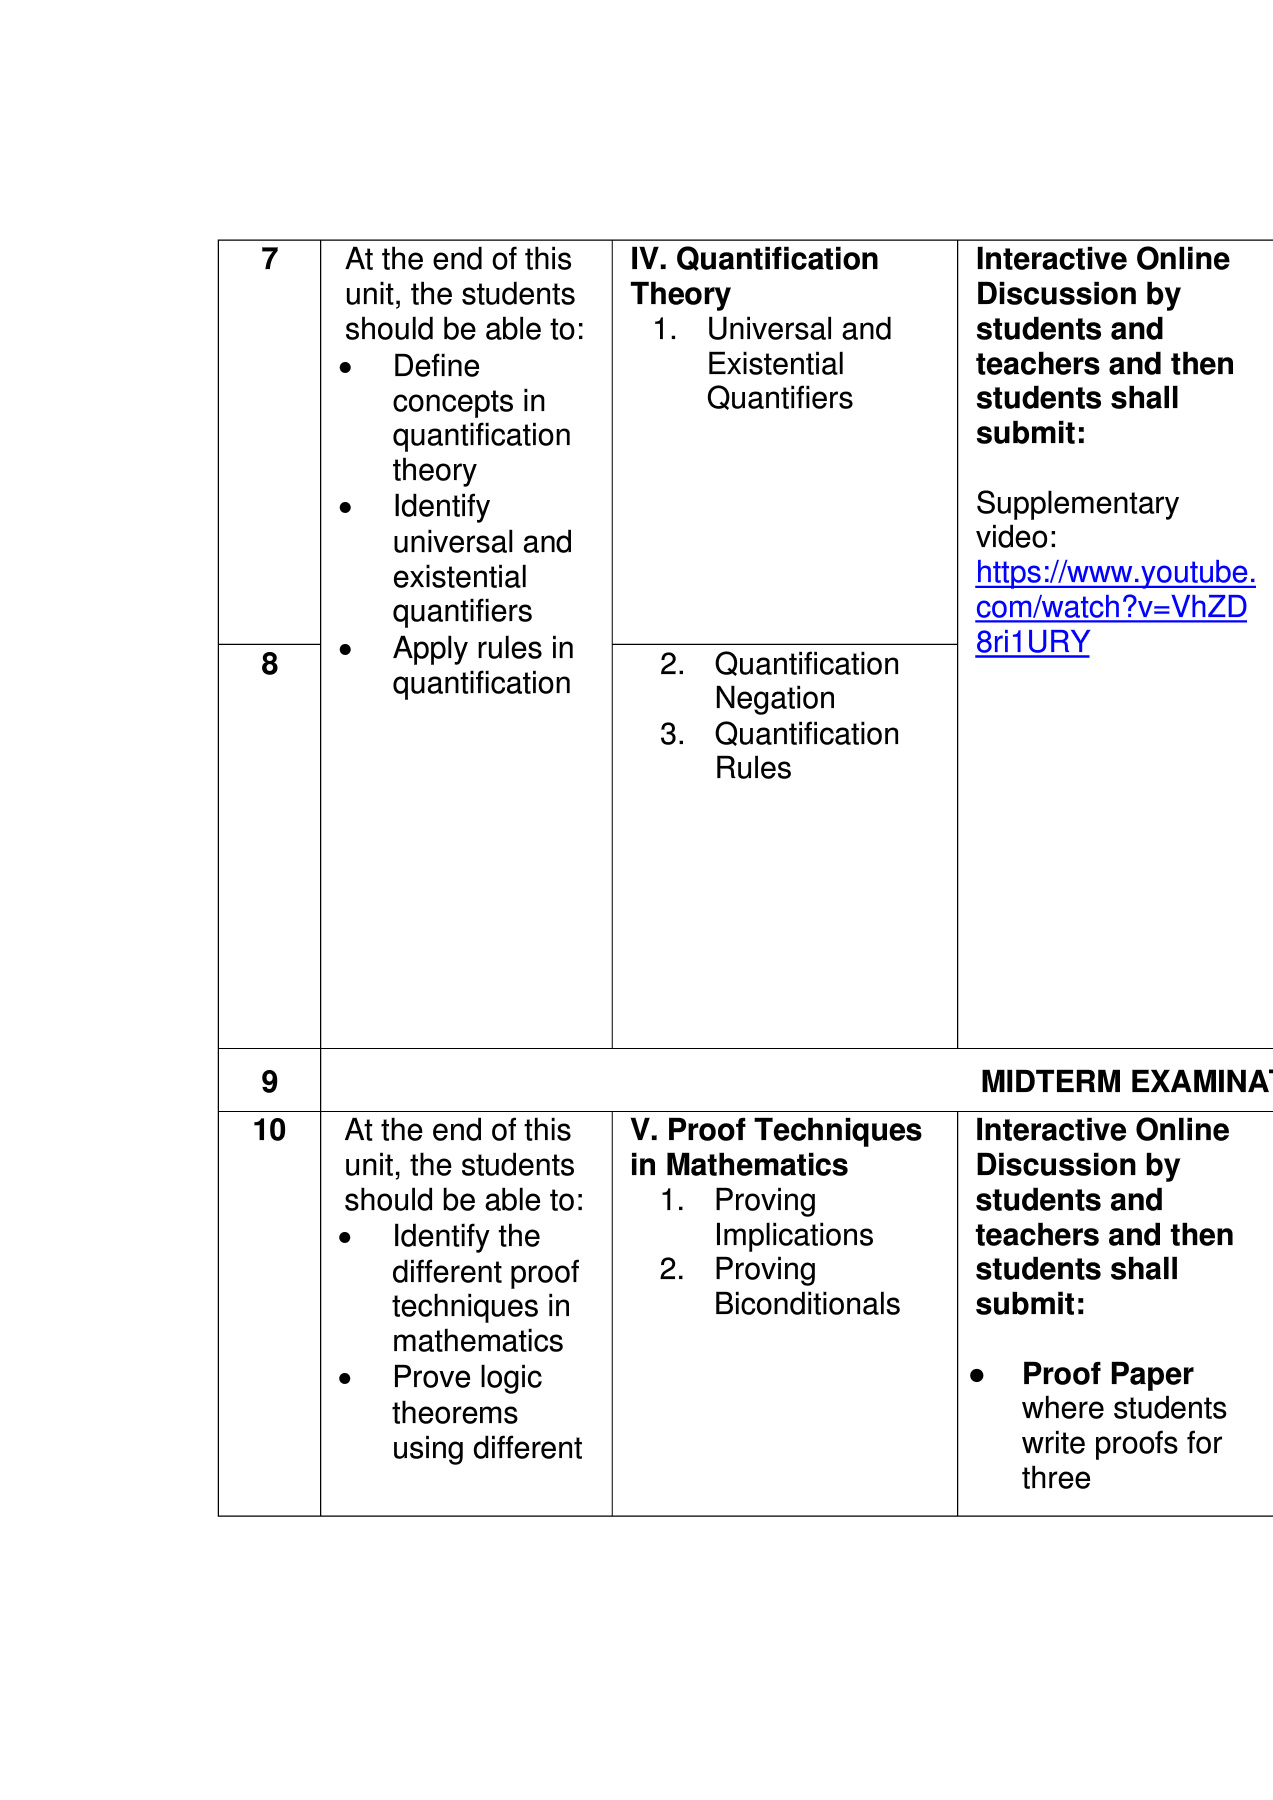 7
At the end of this
unit, the students
should be able to:
● Define
concepts in
quantification
theory
● Identify
universal and
existential
quantifiers
● Apply rules in
quantification
IV. Quantification
Theory
1. Universal and
Existential
Quantifiers
Interactive Online
Discussion by
students and
teachers and then
students shall
submit:
Supplementary
video:
https://www.youtube.
com/watch?v=VhZD
8ri1URY
8
2. Quantification
Negation
3. Quantification
Rules
9
MIDTERM EXAMINAT
10
At the end of this
unit, the students
should be able to:
● Identify the
different proof
techniques in
mathematics
● Prove logic
theorems
using different
V. Proof Techniques
in Mathematics
1. Proving
Implications
2. Proving
Biconditionals
Interactive Online
Discussion by
students and
teachers and then
students shall
submit:
● Proof Paper
where students
write proofs for
three